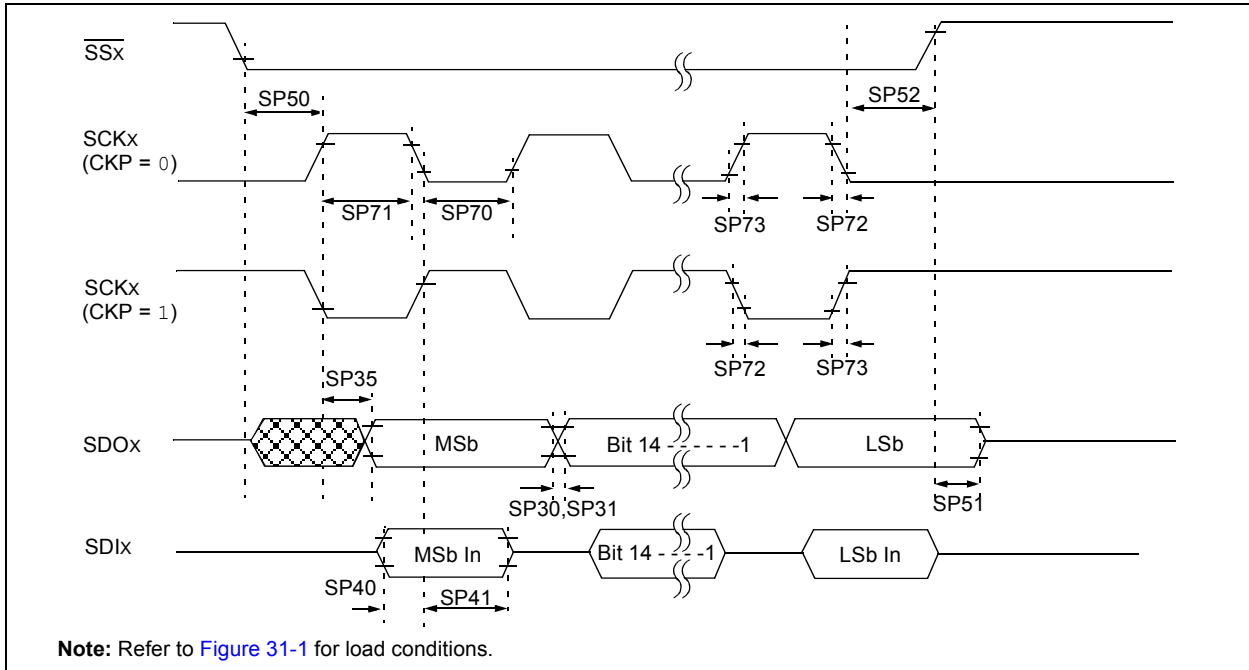 SSx
SP50
SP52
SCKx
(CKP = 0)
SP71
SP70
SP73
SP72
SCKx
(CKP = 1)
SP72
SP73
SP35
SDOx
MSb
Bit 14 - - - - - -1
LSb
SP30,SP31
SP51
SDIx
MSb In
Bit 14 - - - -1
LSb In
SP40
SP41
Note: Refer to Figure 31-1 for load conditions.